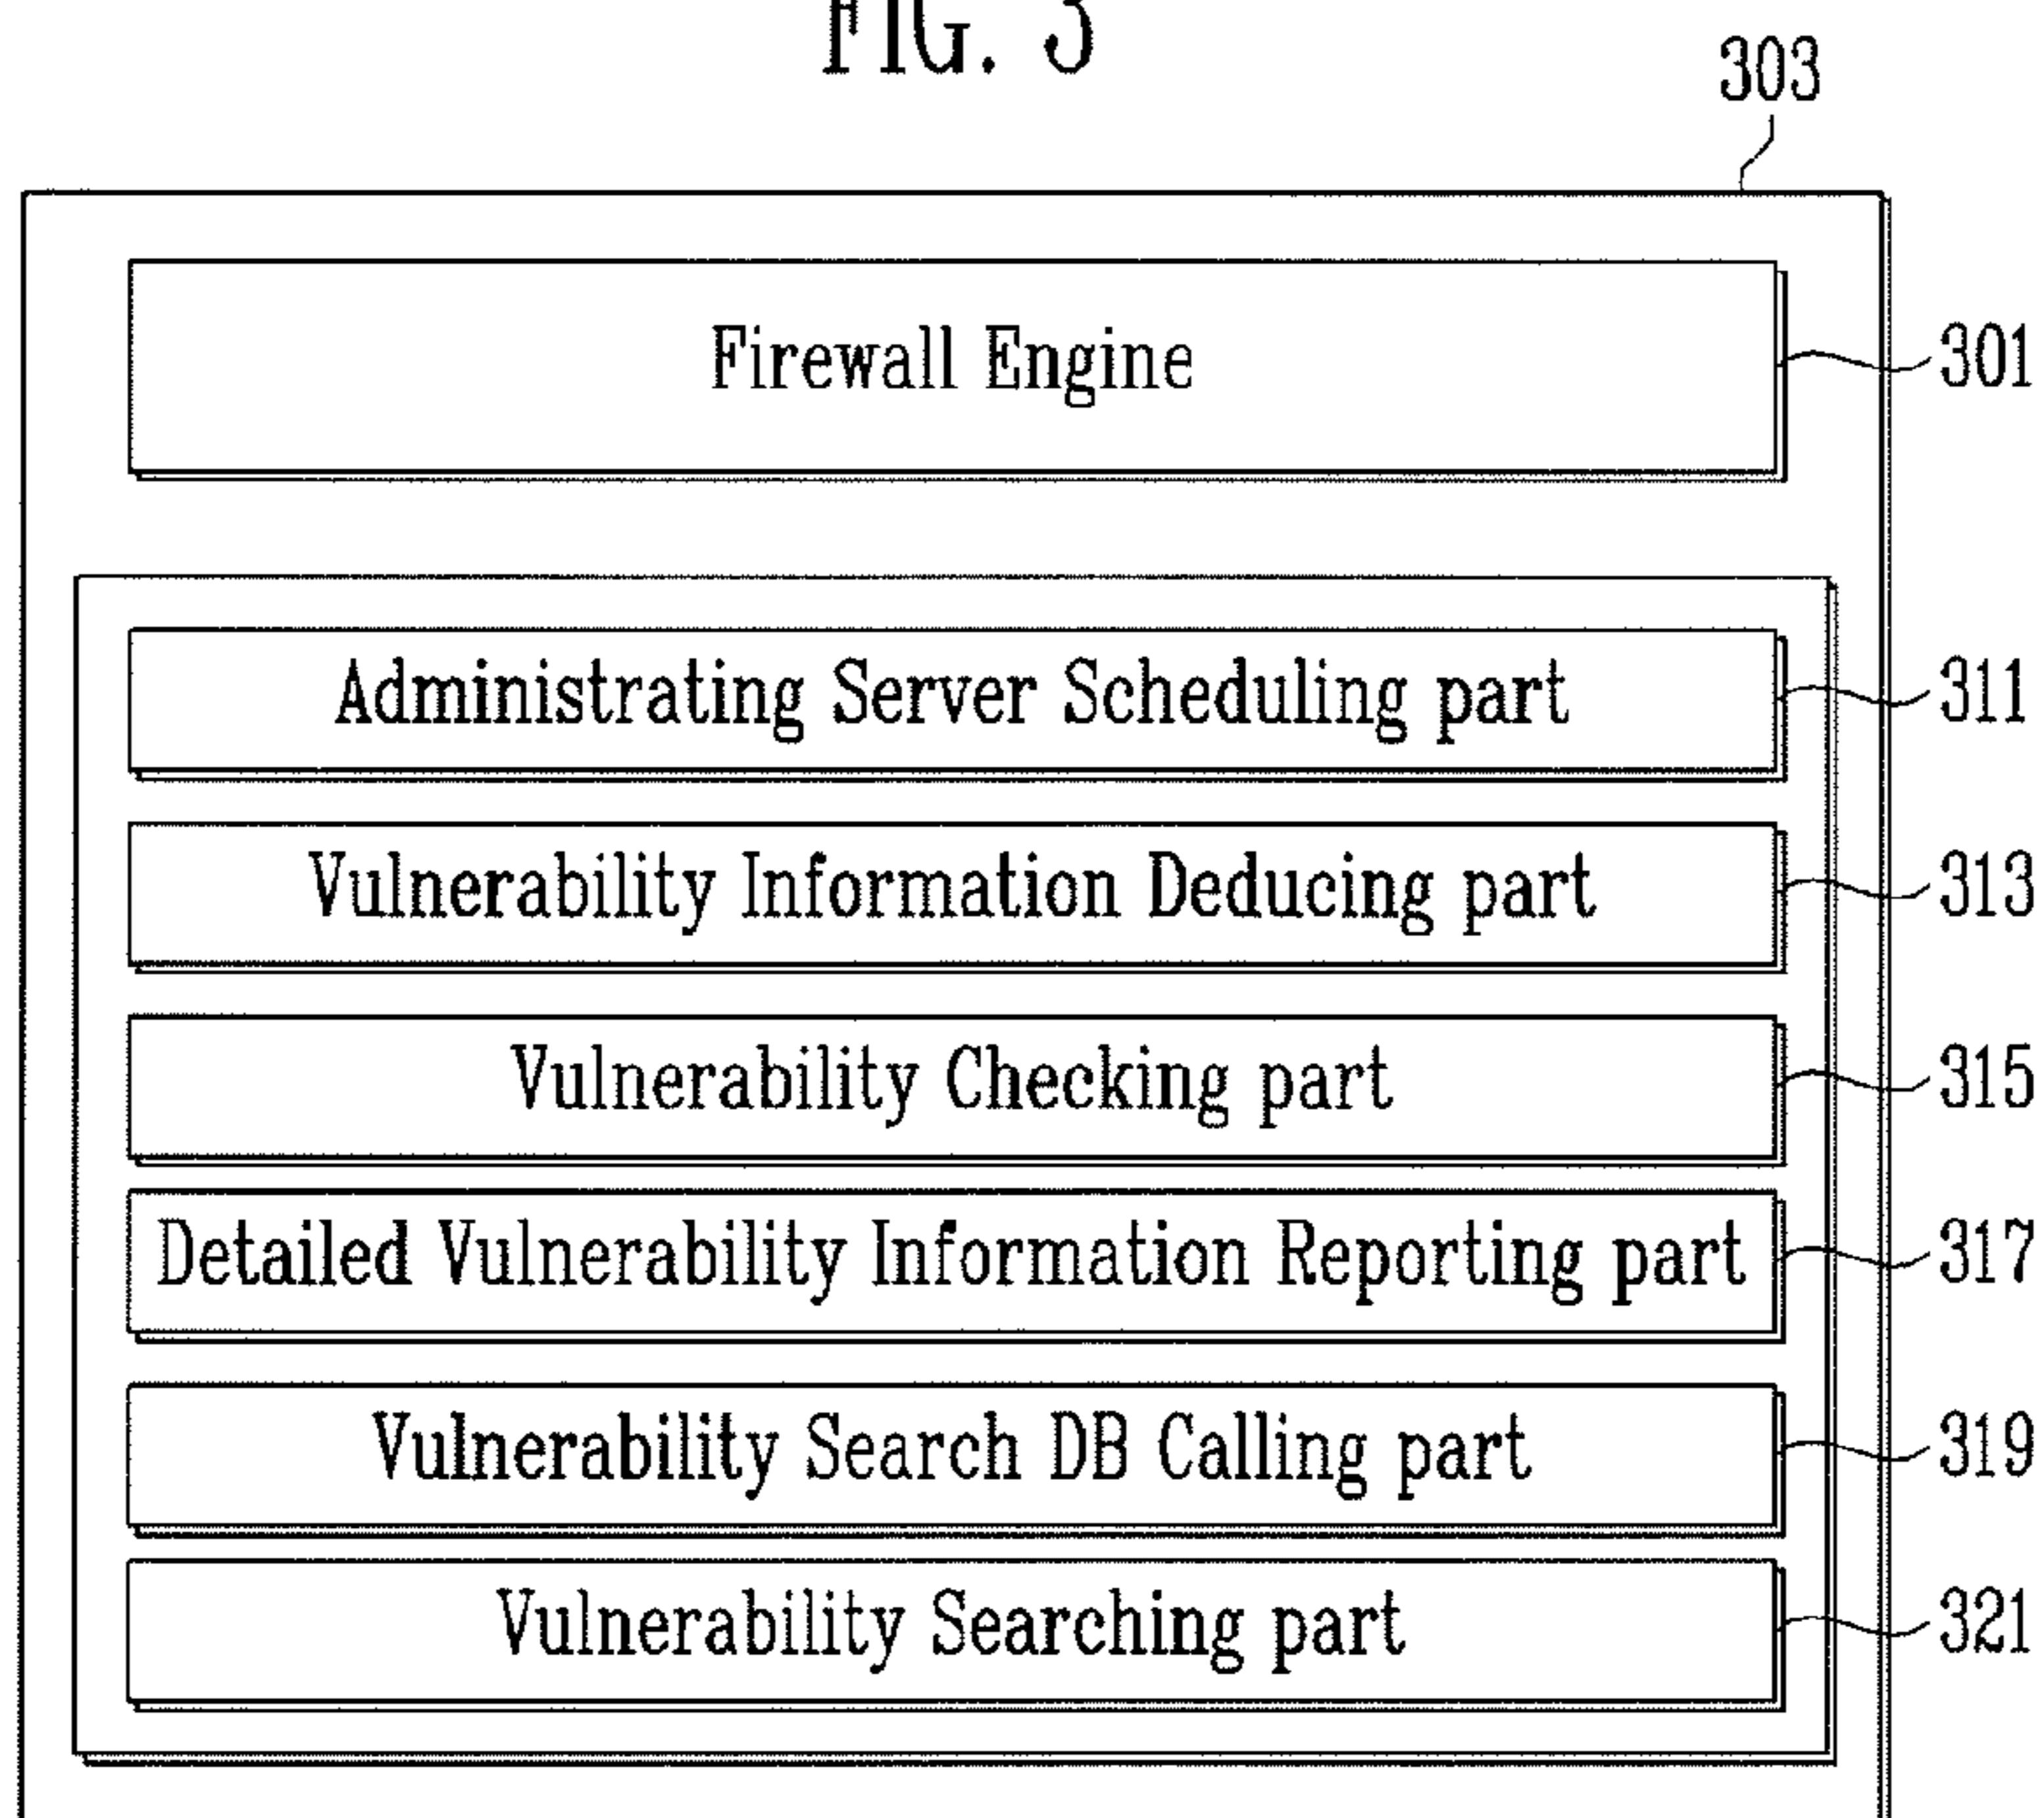 FIG. 3
303
Firewall Engine
301
Administrating Server Scheduling part
311
Vulnerability Information Deducing part
313
Vulnerability Checking part
315
Detailed Vulnerability Information Reporting part
317
Vulnerability Search DB Calling part
319
Vulnerability Searching part
321